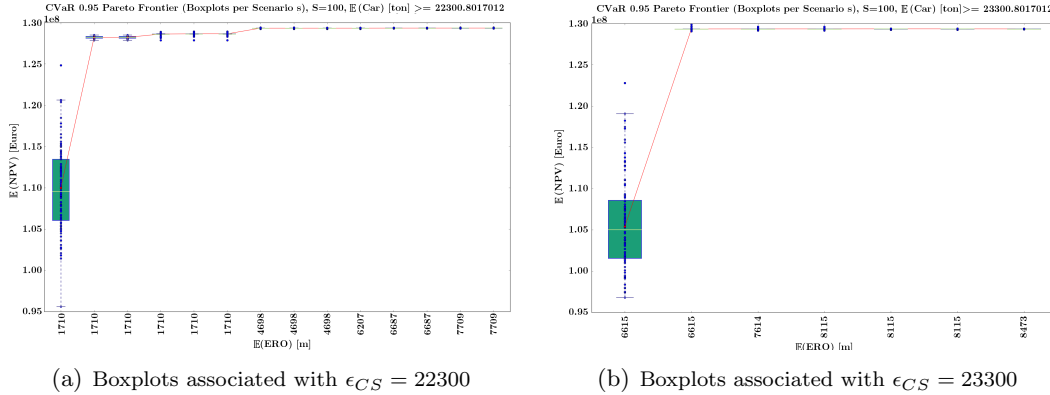 CVaR 0.95 Pareto Frontier (Boxplots per Scenario s), S=100, 𝔼(Car) [ton] >= 22300.8017012
1e8
1.30
1.25
1.20
1.15
1.10
1.05
1.00
0.95
𝔼(NPV) [Euro]
1710 1710 1710 1710 1710 1710 4698 4698 4698 6207 6687 6687 7709 7709
𝔼(ERO) [m]
(a) Boxplots associated with ϵCS = 22300
CVaR 0.95 Pareto Frontier (Boxplots per Scenario s), S=100, 𝔼(Car) [ton]>= 23300.8017012
1e8
1.30
1.25
1.20
1.15
1.10
1.05
1.00
0.95
𝔼(NPV) [Euro]
6615 6615 7614 8115 8115 8115 8473
𝔼(ERO) [m]
(b) Boxplots associated with ϵCS = 23300